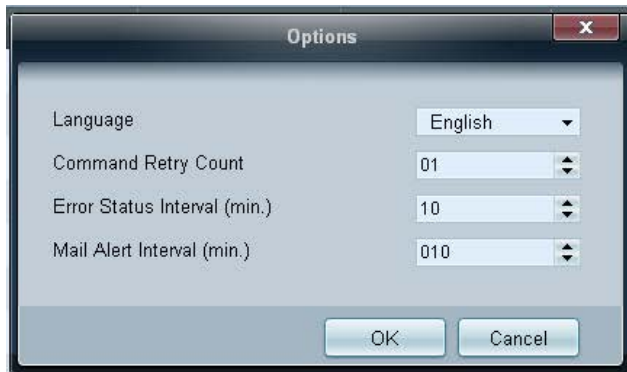 Options
x
Language English
Command Retry Count 01
Error Status Interval (min.) 10
Mail Alert Interval (min.) 010
OK Cancel